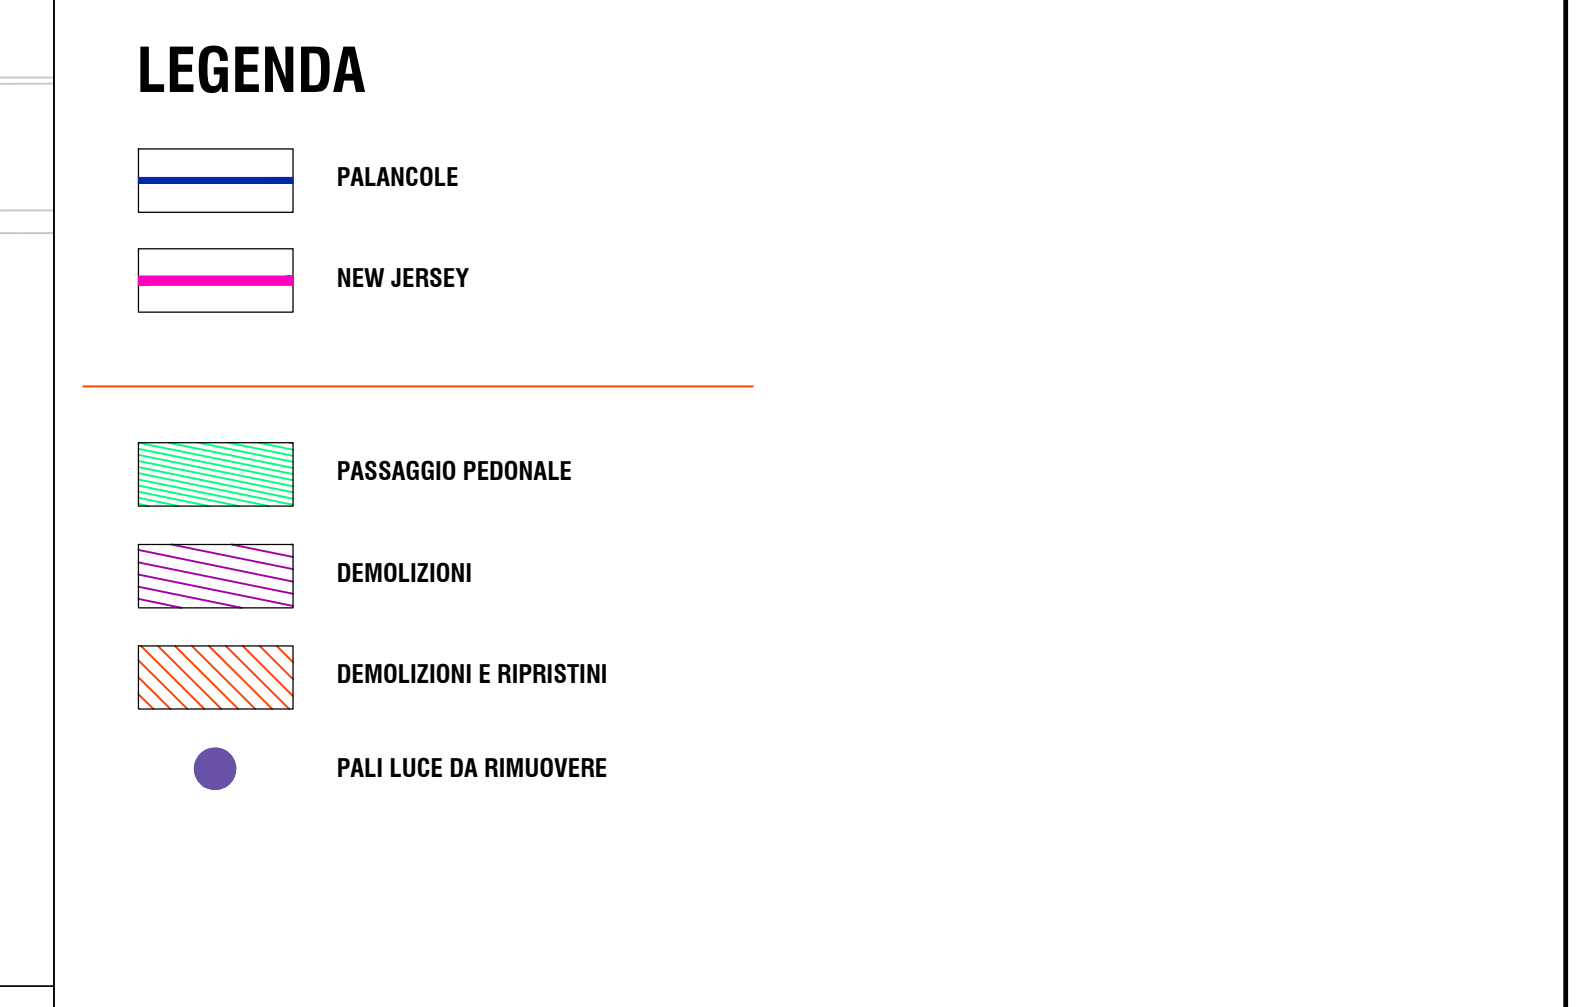 LEGENDA
PALANCOLE
NEW JERSEY
PASSAGGIO PEDONALE
DEMOLIZIONI
DEMOLIZIONI E RIPRISTINI
PALI LUCE DA RIMUOVERE